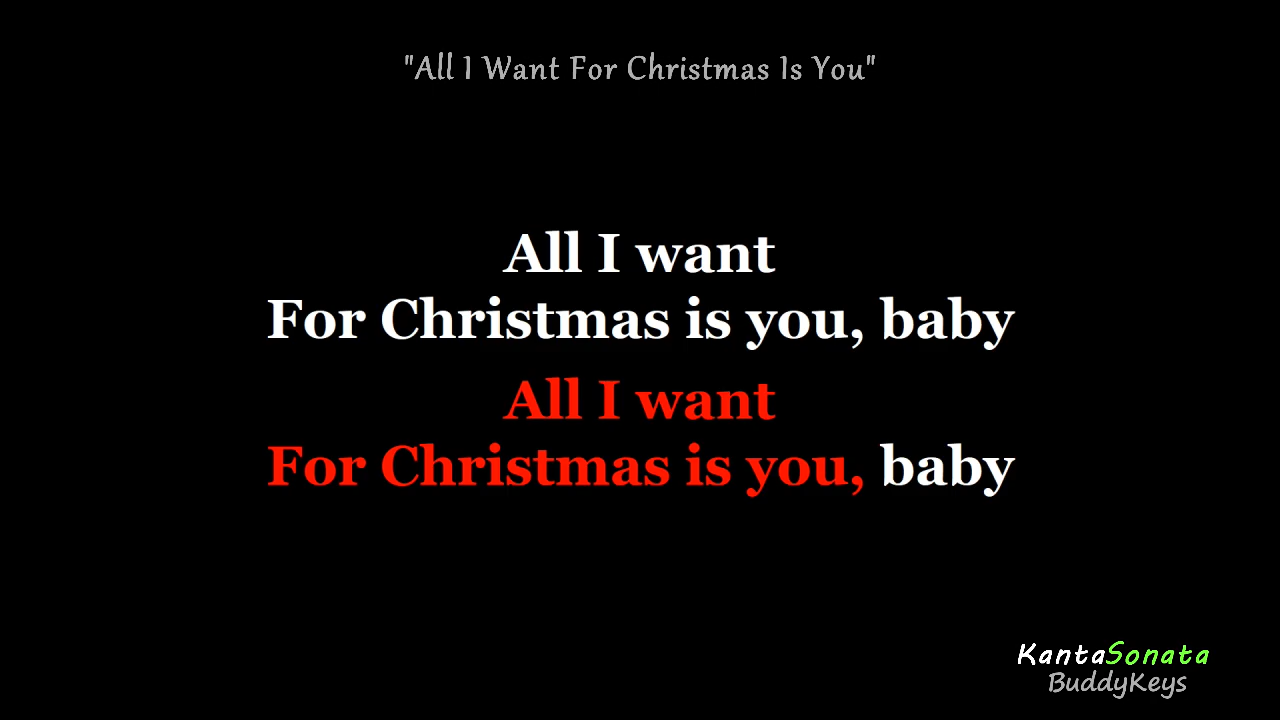 "All I Want For Christmas Is You"
All I want
For Christmas is you, baby
All I want
For Christmas is you, baby
KantaSonata
BuddyKeys